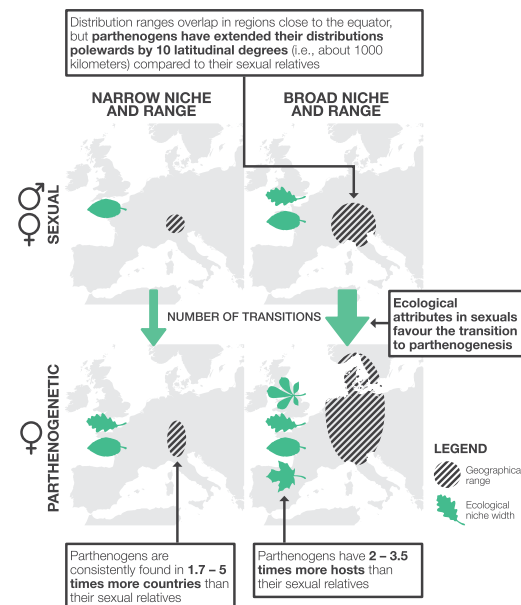 Distribution ranges overlap in regions close to the equator,
but parthenogens have extended their distributions
polewards by 10 latitudinal degrees (i.e., about 1000
kilometers) compared to their sexual relatives
NARROW NICHE
AND RANGE
BROAD NICHE
AND RANGE
SEXUAL
NUMBER OF TRANSITIONS
Ecological
attributes in sexuals
favour the transition
to parthenogenesis
PARTHENOGENETIC
LEGEND
Geographical
range
Ecological
niche width
Parthenogens are
consistently found in 1.7 – 5
times more countries than
their sexual relatives
Parthenogens have 2 – 3.5
times more hosts than
their sexual relatives